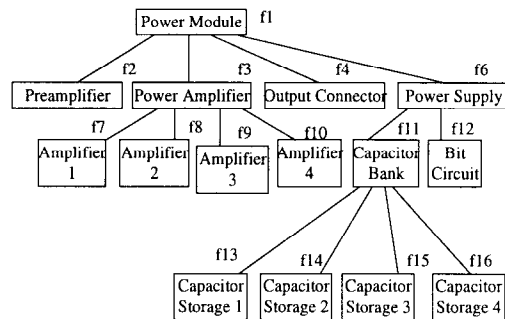 Power Module f1
f2 f3 f4 f6
Preamplifier Power Amplifier Output Connector Power Supply
f7 f8 f9 f10 f11 f12
Amplifier 1
Amplifier 2
Amplifier 3
Amplifier 4
Capacitor Bank
Bit Circuit
f13 f14 f15 f16
Capacitor Storage 1
Capacitor Storage 2
Capacitor Storage 3
Capacitor Storage 4